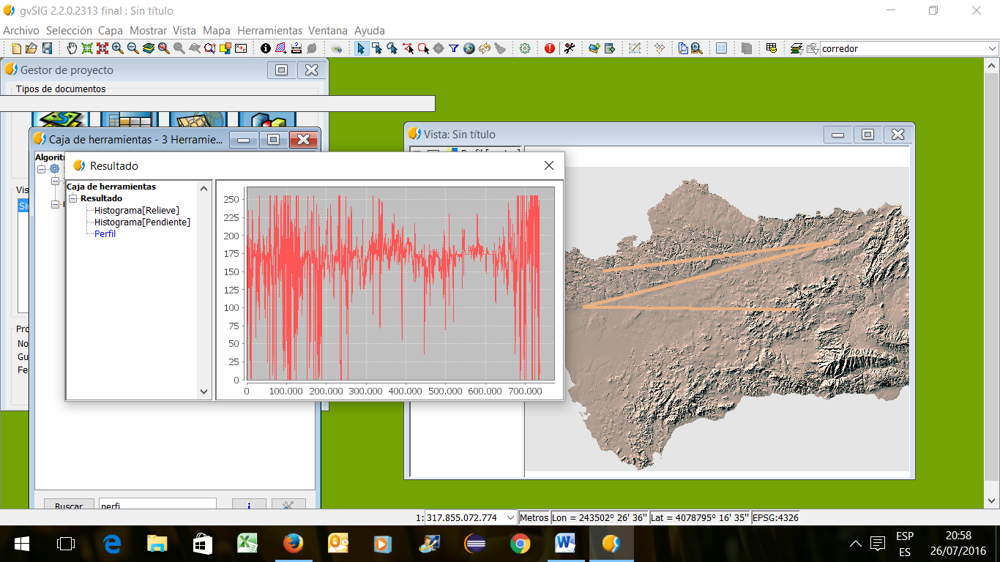 gvSIG 2.2.0.2313 final : Sin título
Archivo Selección Capa Mostrar Vista Mapa Herramientas Ventana Ayuda
corredor
Gestor de proyecto
Tipos de documentos
Caja de herramientas - 3 Herramie...
Vista: Sin título
Resultado
Caja de herramientas
Resultado
Histograma[Relieve]
Histograma[Pendiente]
Perfil
250
225
200
175
150
125
100
75
50
25
0
0 100.000 200.000 300.000 400.000 500.000 600.000 700.000
Vis
Pro
No
Gu
Fe
Buscar
1: 317.855.072.774 Metros Lon = 243502° 26' 36'' Lat = 4078795° 16' 35'' EPSG:4326
ESP
ES
20:58
26/07/2016